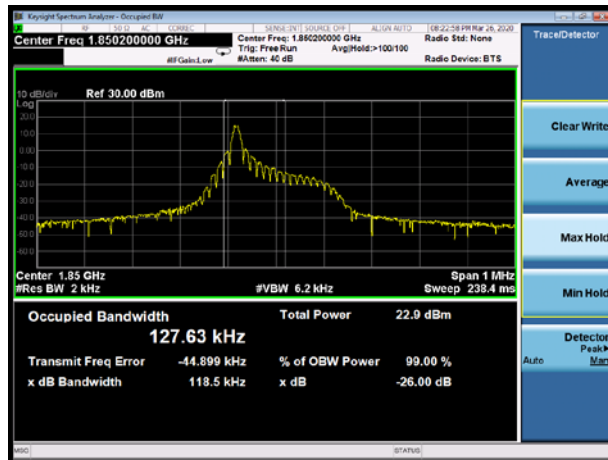 Keysight Spectrum Analyzer - Occupied BW
RF 50 Ω AC CORREC SENSE:INT SOURCE OFF ALIGN AUTO 08:22:58 PM Mar 26, 2020
Center Freq 1.850200000 GHz
Center Freq: 1.850200000 GHz
Radio Std: None
Trace/Detector
Trig: Free Run Avg|Hold:>100/100
#IFGain:Low #Atten: 40 dB Radio Device: BTS
10 dB/div Ref 30.00 dBm
Log
20.0
10.0
0.00
-10.0
-20.0
-30.0
-40.0
-50.0
-60.0
Clear Write
Average
Max Hold
Min Hold
Detector
Peak▶
Auto Man
Center 1.85 GHz Span 1 MHz
#Res BW 2 kHz #VBW 6.2 kHz Sweep 238.4 ms
Occupied Bandwidth Total Power 22.9 dBm
127.63 kHz
Transmit Freq Error -44.899 kHz % of OBW Power 99.00 %
x dB Bandwidth 118.5 kHz x dB -26.00 dB
MSG STATUS